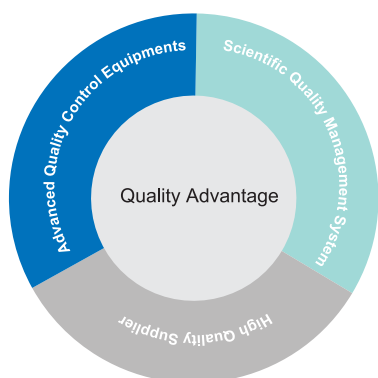 Advanced Quality Control Equipments
Scientific Quality Management System
Quality Advantage
High Quality Supplier